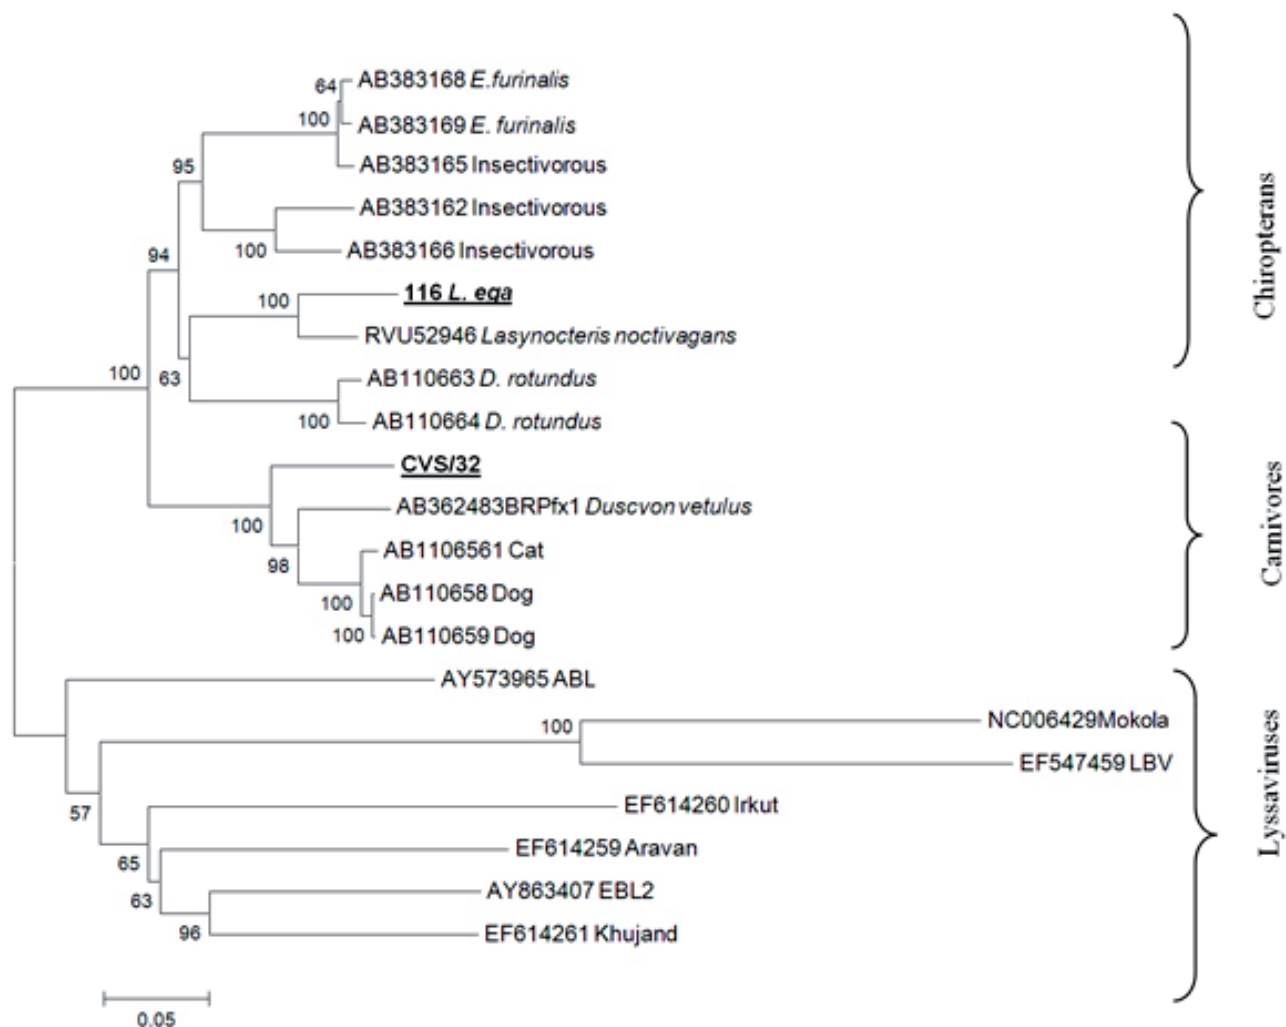 64
AB383168 E.furinalis
100
AB383169 E. furinalis
95
AB383165 Insectivorous
AB383162 Insectivorous
100
AB383166 Insectivorous
94
100
116 L. ega
RVU52946 Lasynocteris noctivagans
100
63
AB110663 D. rotundus
100
AB110664 D. rotundus
CVS/32
100
AB362483BRPfx1 Duscvon vetulus
98
AB1106561 Cat
100
AB110658 Dog
100
AB110659 Dog
AY573965 ABL
100
NC006429Mokola
EF547459 LBV
57
EF614260 Irkut
65
EF614259 Aravan
63
AY863407 EBL2
96
EF614261 Khujand
0.05
Chiropterans
Carnivores
Lyssaviruses